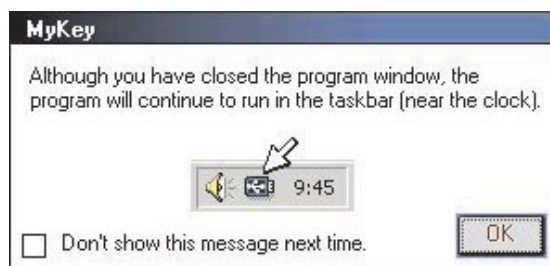 MyKey
Although you have closed the program window, the
program will continue to run in the taskbar (near the clock).
9:45
Don't show this message next time.
OK